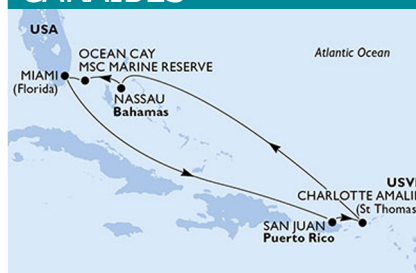 USA
Atlantic Ocean
OCEAN CAY
MSC MARINE RESERVE
MIAMI
(Florida)
NASSAU
Bahamas
USVI
CHARLOTTE AMALI
(St Thomas
SAN JUAN
Puerto Rico